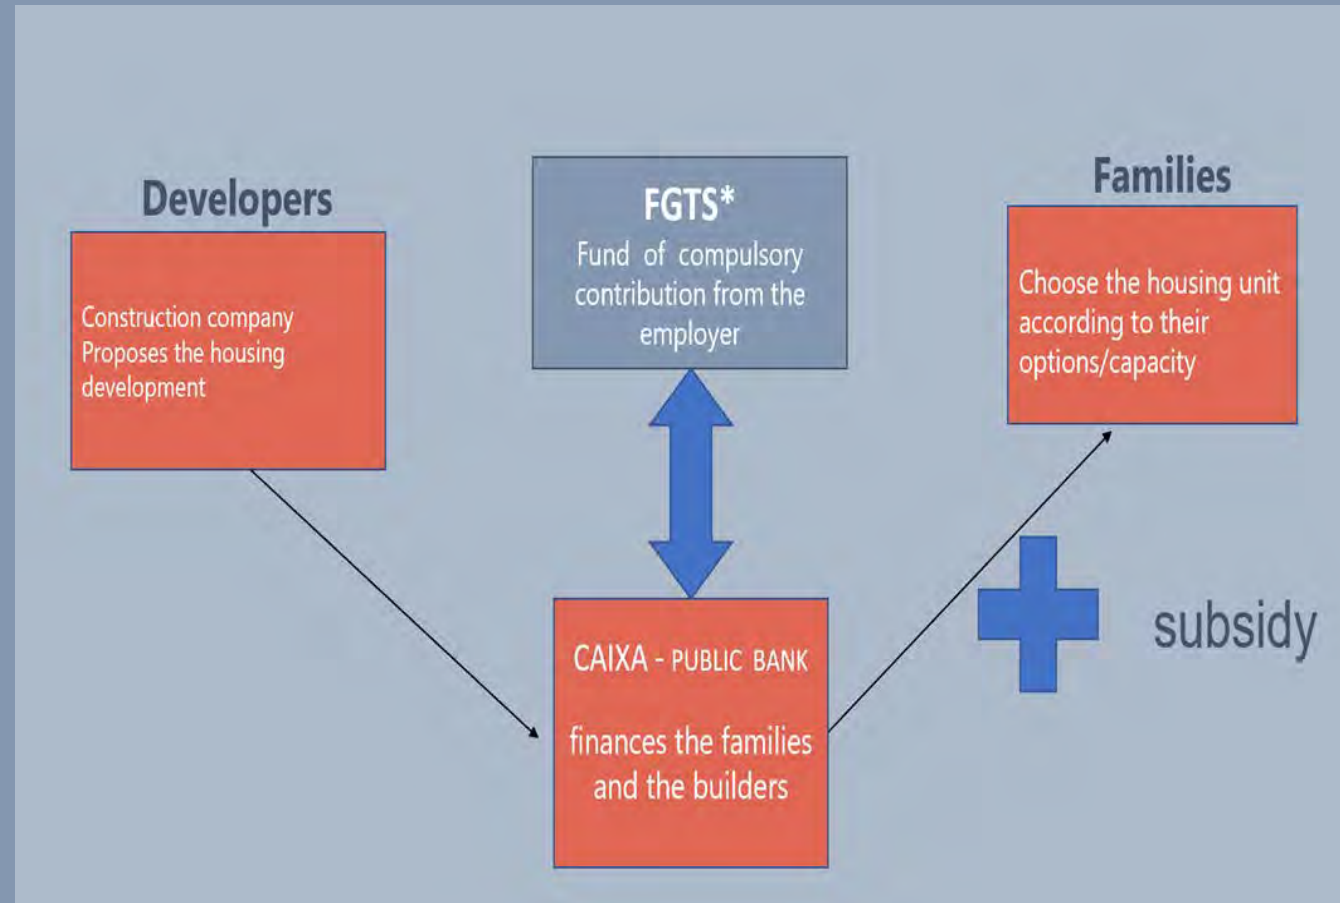 Developers
Construction company
Proposes the housing
development
FGTS*
Fund of compulsory
contribution from the
employer
Families
Choose the housing unit
according to their
options/capacity
CAIXA - PUBLIC BANK
finances the families
and the builders
subsidy